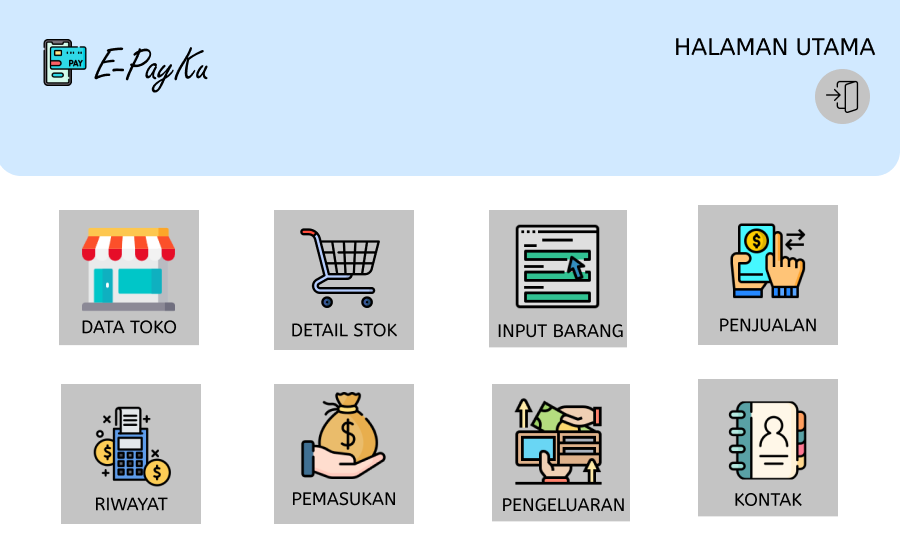 PAY
E-PayKu
HALAMAN UTAMA
DATA TOKO
DETAIL STOK
INPUT BARANG
PENJUALAN
RIWAYAT
PEMASUKAN
PENGELUARAN
KONTAK